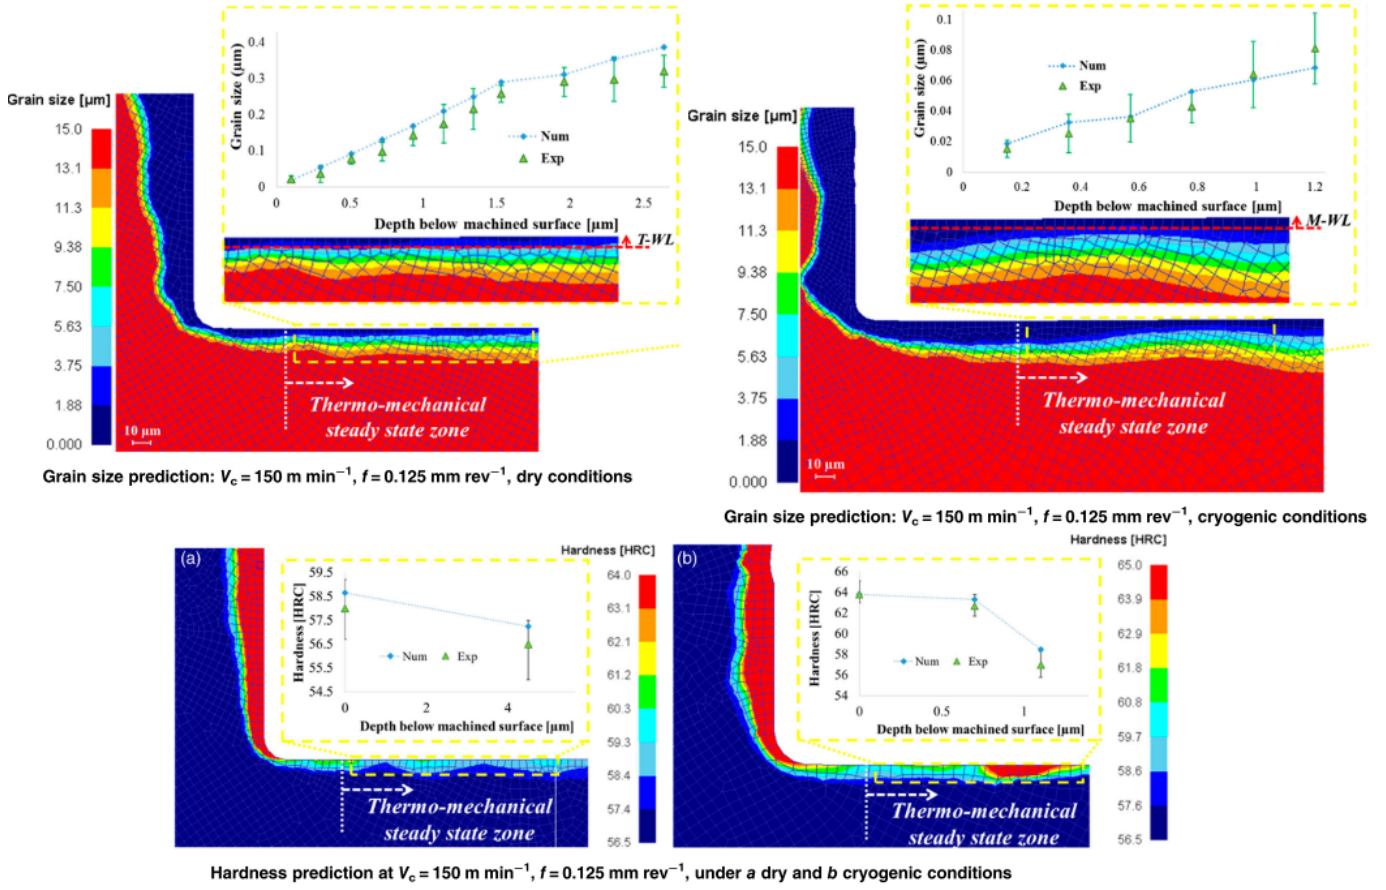 Grain size [µm]
15.0
13.1
11.3
9.38
7.50
5.63
3.75
1.88
0.000
Grain size (µm)
0.4
0.3
0.2
0.1
0
Num
Exp
0 0.5 1 1.5 2 2.5
Depth below machined surface [µm]
T-WL
Thermo-mechanical
steady state zone
10 µm
Grain size prediction: Vc = 150 m min−1, f = 0.125 mm rev−1, dry conditions
Grain size [µm]
15.0
13.1
11.3
9.38
7.50
5.63
3.75
1.88
0.000
Grain size [µm]
0.1
0.08
0.06
0.04
0.02
0
Num
Exp
0 0.2 0.4 0.6 0.8 1 1.2
Depth below machined surface [µm]
M-WL
Thermo-mechanical
steady state zone
10 µm
Grain size prediction: Vc = 150 m min−1, f = 0.125 mm rev−1, cryogenic conditions
(a)
Hardness [HRC]
59.5
58.5
57.5
56.5
55.5
54.5
Num Exp
0 2 4
Depth below machined surface [µm]
Thermo-mechanical
steady state zone
Hardness [HRC]
64.0
63.1
62.1
61.2
60.3
59.3
58.4
57.4
56.5
(b)
Hardness [HRC]
66
64
62
60
58
56
54
Num Exp
0 0.5 1
Depth below machined surface [µm]
Thermo-mechanical
steady state zone
Hardness [HRC]
65.0
63.9
62.9
61.8
60.8
59.7
58.6
57.6
56.5
Hardness prediction at Vc = 150 m min−1, f = 0.125 mm rev−1, under a dry and b cryogenic conditions